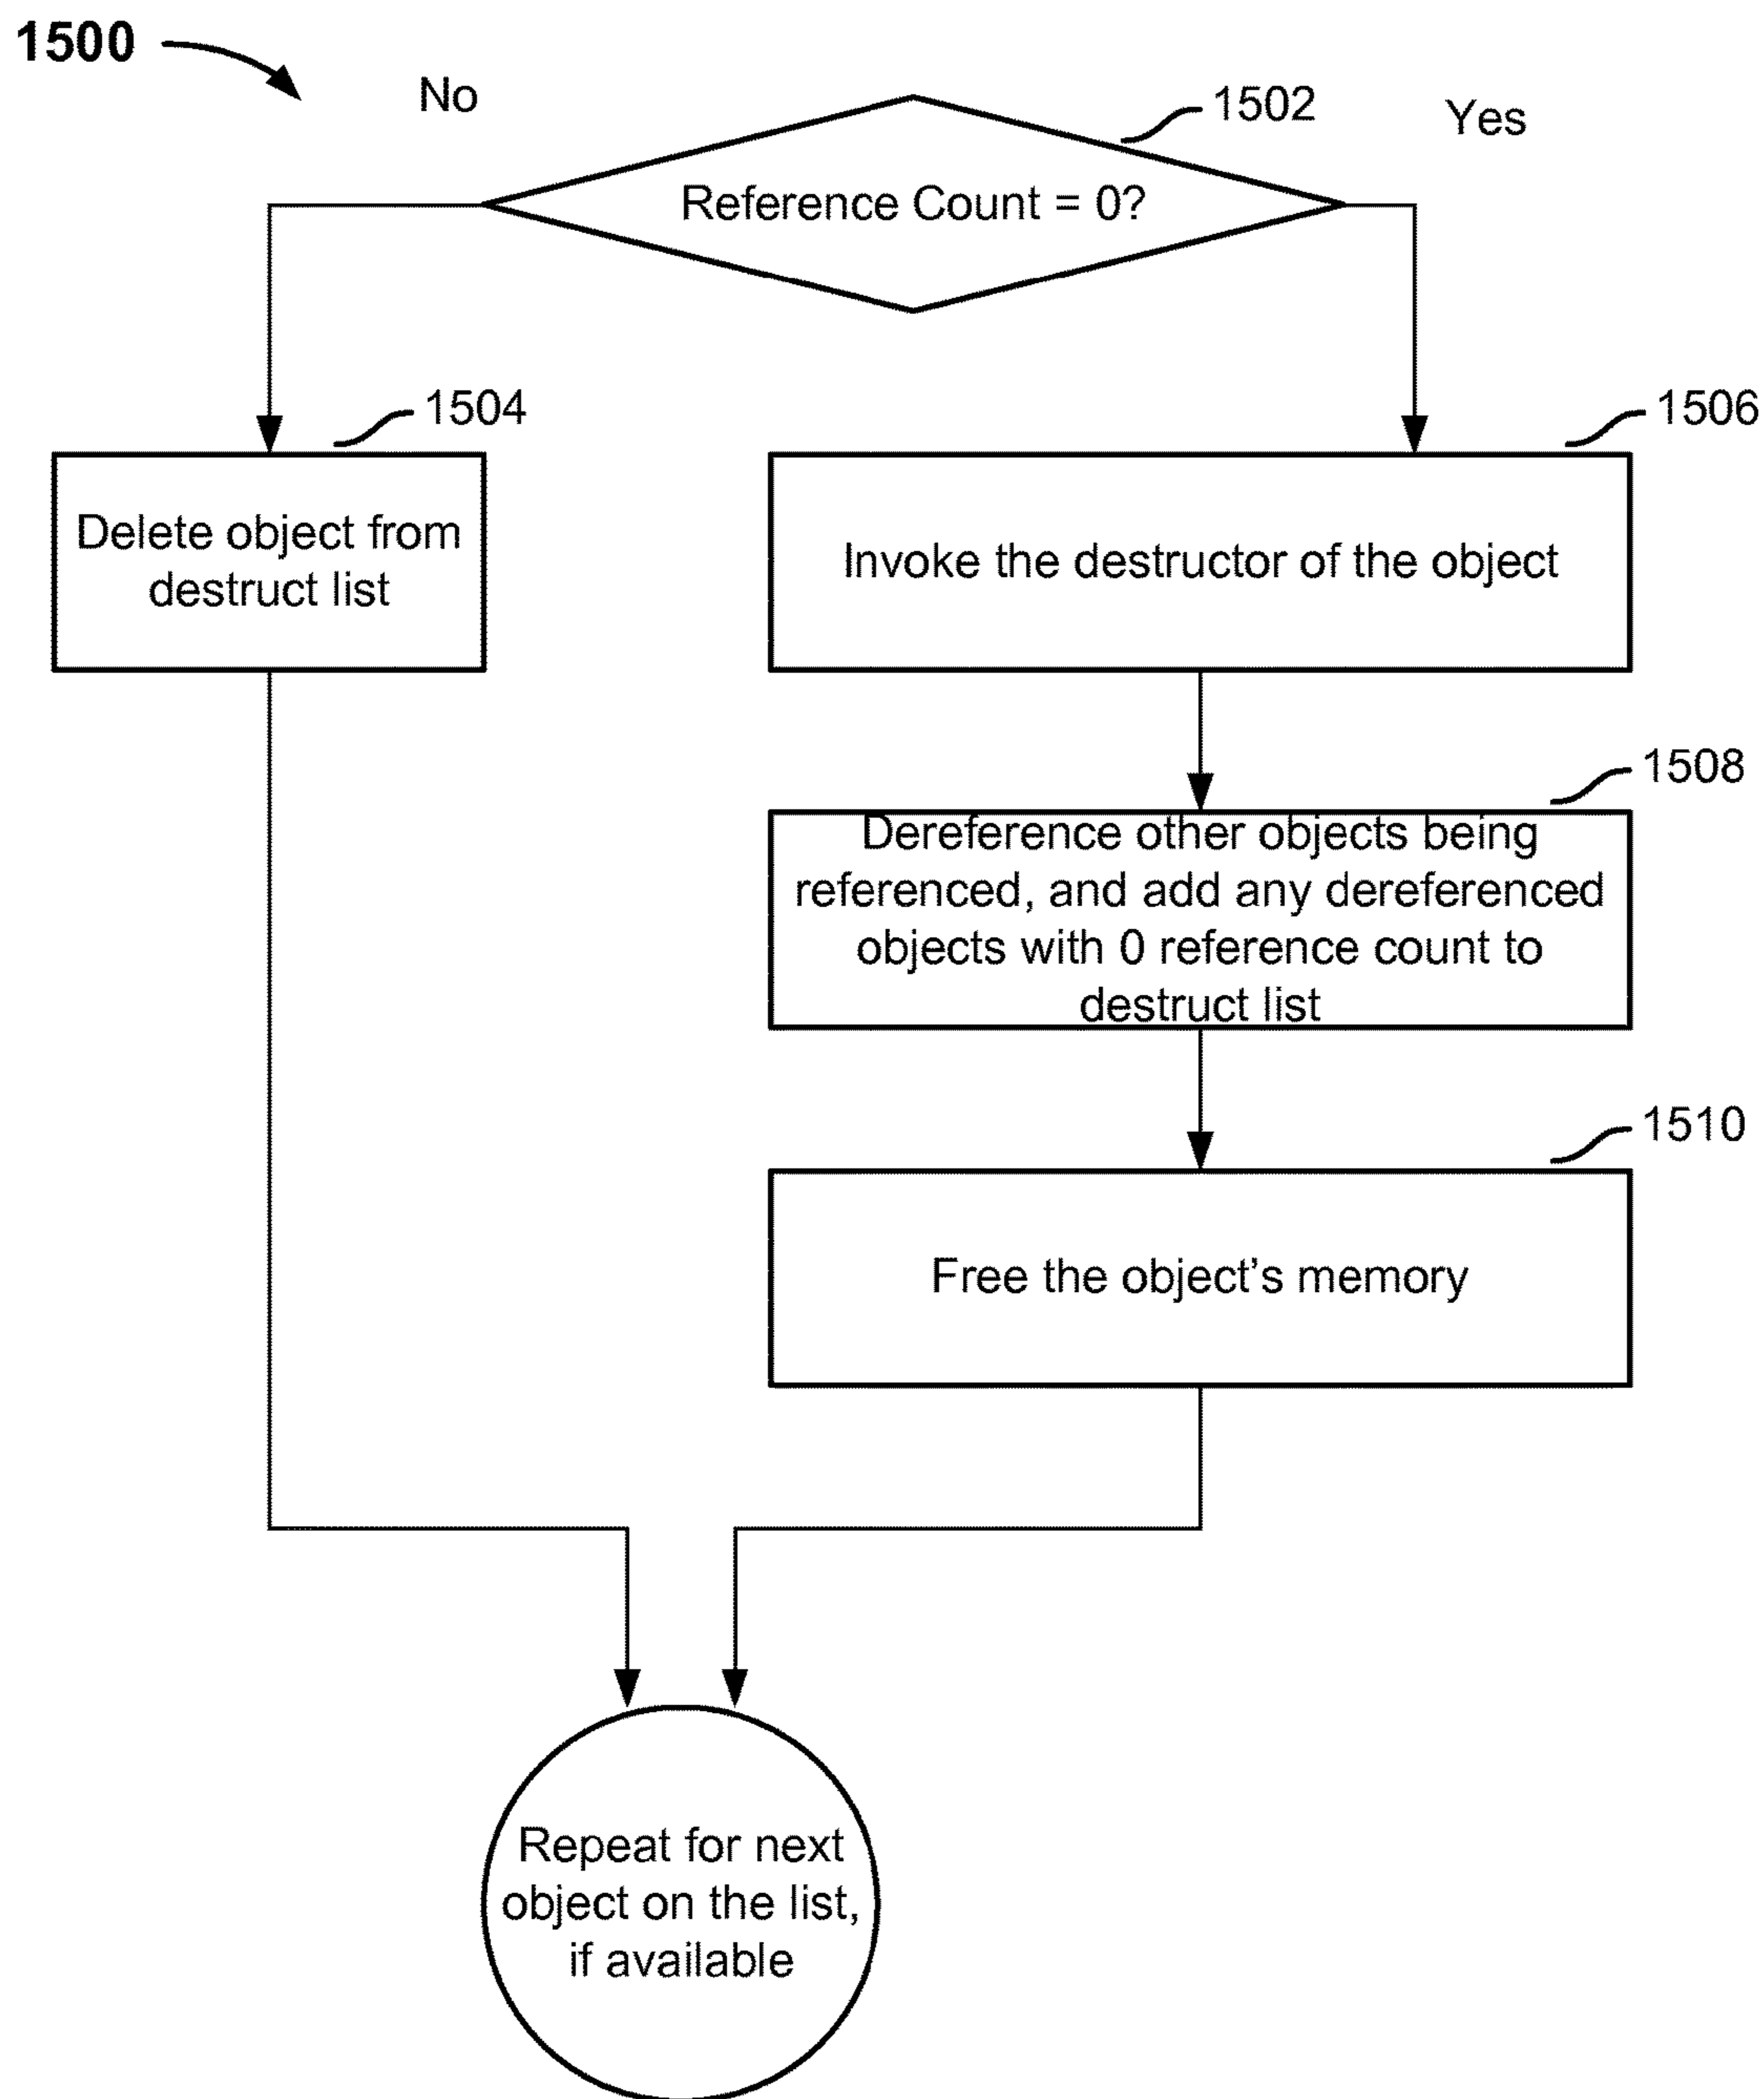 1500
No
1502
Yes
Reference Count = 0?
1504
1506
Delete object from
destruct list
Invoke the destructor of the object
1508
Dereference other objects being
referenced, and add any dereferenced
objects with 0 reference count to
destruct list
1510
Free the object's memory
Repeat for next
object on the list,
if available